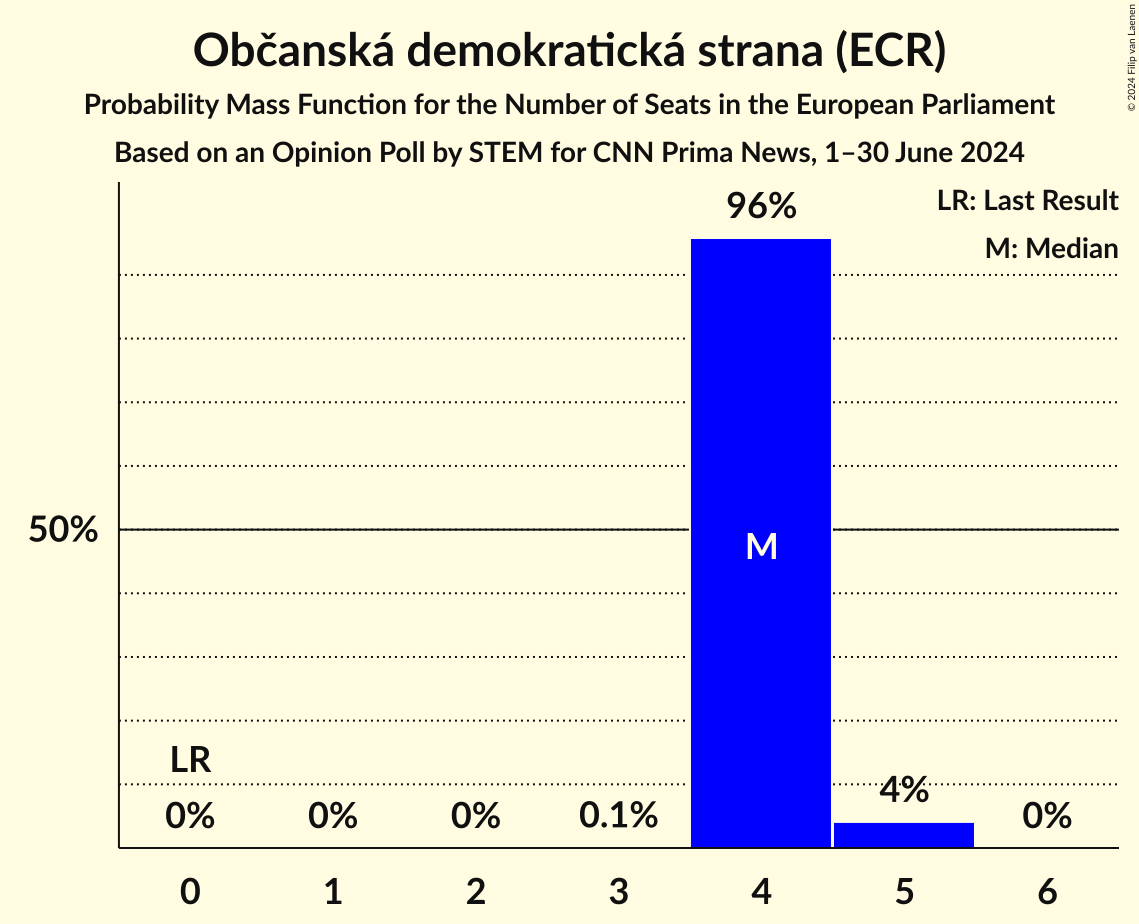 Občanská demokratická strana (ECR)
Probability Mass Function for the Number of Seats in the European Parliament
Based on an Opinion Poll by STEM for CNN Prima News, 1–30 June 2024
© 2024 Filip van Laenen
LR: Last Result
M: Median
96%
50%
M
LR
0%
0%
0%
0.1%
4%
0%
0
1
2
3
4
5
6